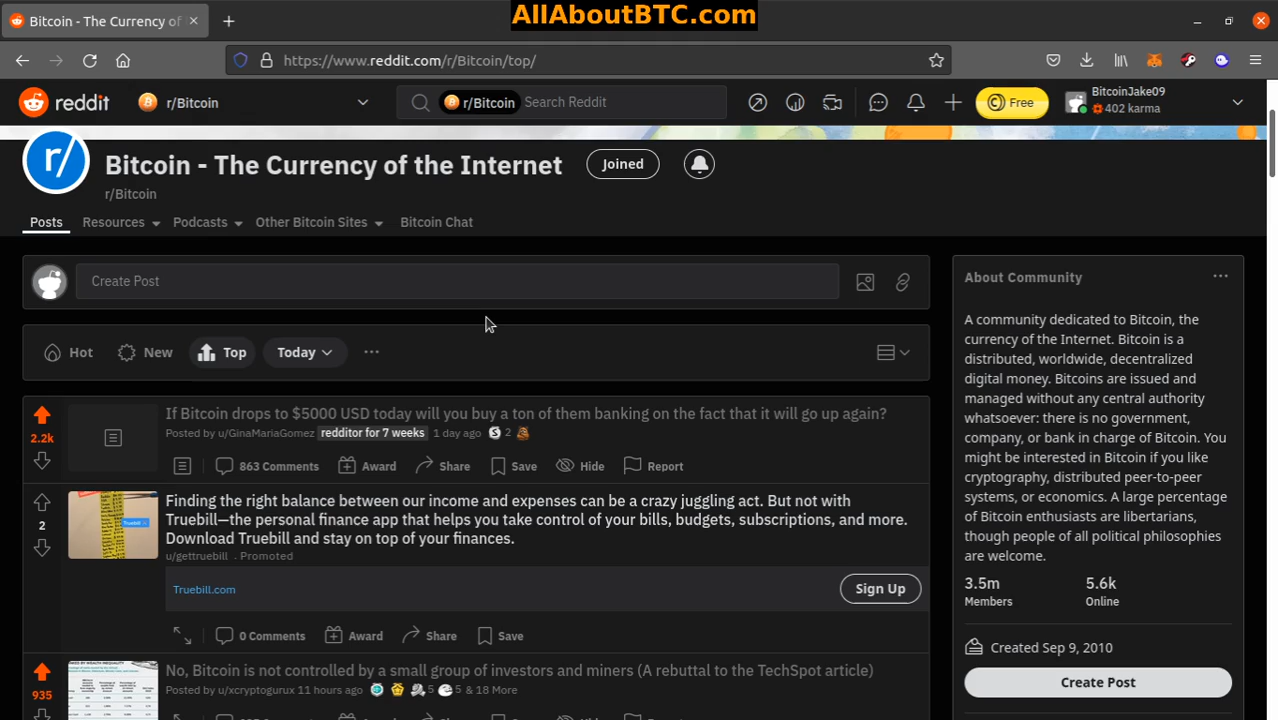 AllAboutBTC.com
Bitcoin - The Currency of
https://www.reddit.com/r/Bitcoin/top/
reddit
r/Bitcoin
r/Bitcoin Search Reddit
Free
BitcoinJake09
402 karma
r/
Bitcoin - The Currency of the Internet
Joined
r/Bitcoin
Posts Resources Podcasts Other Bitcoin Sites Bitcoin Chat
Create Post
Hot New Top Today
If Bitcoin drops to $5000 USD today will you buy a ton of them banking on the fact that it will go up again?
2.2k
Posted by u/GinaMariaGomez redditor for 7 weeks 1 day ago 2
863 Comments Award Share Save Hide Report
2
Finding the right balance between our income and expenses can be a crazy juggling act. But not with
Truebill—the personal finance app that helps you take control of your bills, budgets, subscriptions, and more.
Download Truebill and stay on top of your finances.
u/gettruebill . Promoted
Truebill.com
Sign Up
0 Comments Award Share Save
935
No, Bitcoin is not controlled by a small group of investors and miners (A rebuttal to the TechSpot article)
Posted by u/xcryptogurux 11 hours ago 5 5 & 18 More
About Community
A community dedicated to Bitcoin, the
currency of the Internet. Bitcoin is a
distributed, worldwide, decentralized
digital money. Bitcoins are issued and
managed without any central authority
whatsoever: there is no government,
company, or bank in charge of Bitcoin. You
might be interested in Bitcoin if you like
cryptography, distributed peer-to-peer
systems, or economics. A large percentage
of Bitcoin enthusiasts are libertarians,
though people of all political philosophies
are welcome.
3.5m 5.6k
Members Online
Created Sep 9, 2010
Create Post